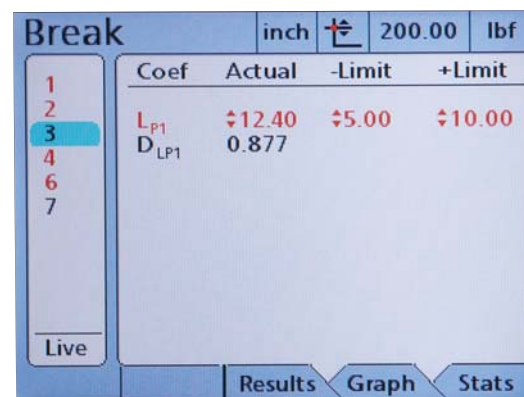 Break inch 200.00 lbf
Coef Actual -Limit +Limit
1
2
3
4
6
7
L P1 12.40 5.00 10.00
D LP1 0.877
Live
Results Graph Stats